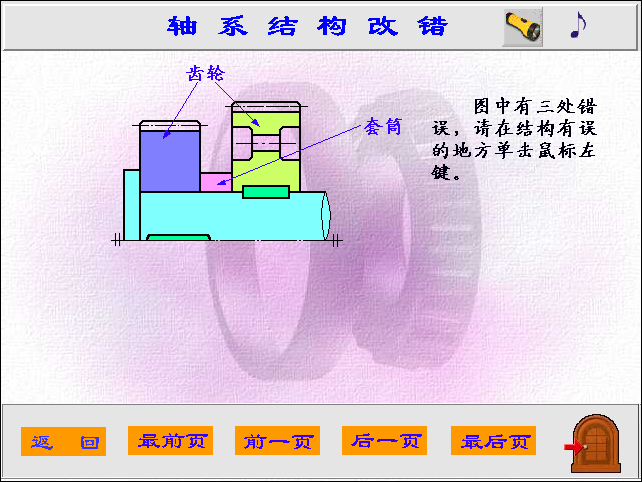 轴系结构改错
齿轮
套筒
图中有三处错
误，请在结构有误
的地方单击鼠标左
键。
返 回
最前页
前一页
后一页
最后页